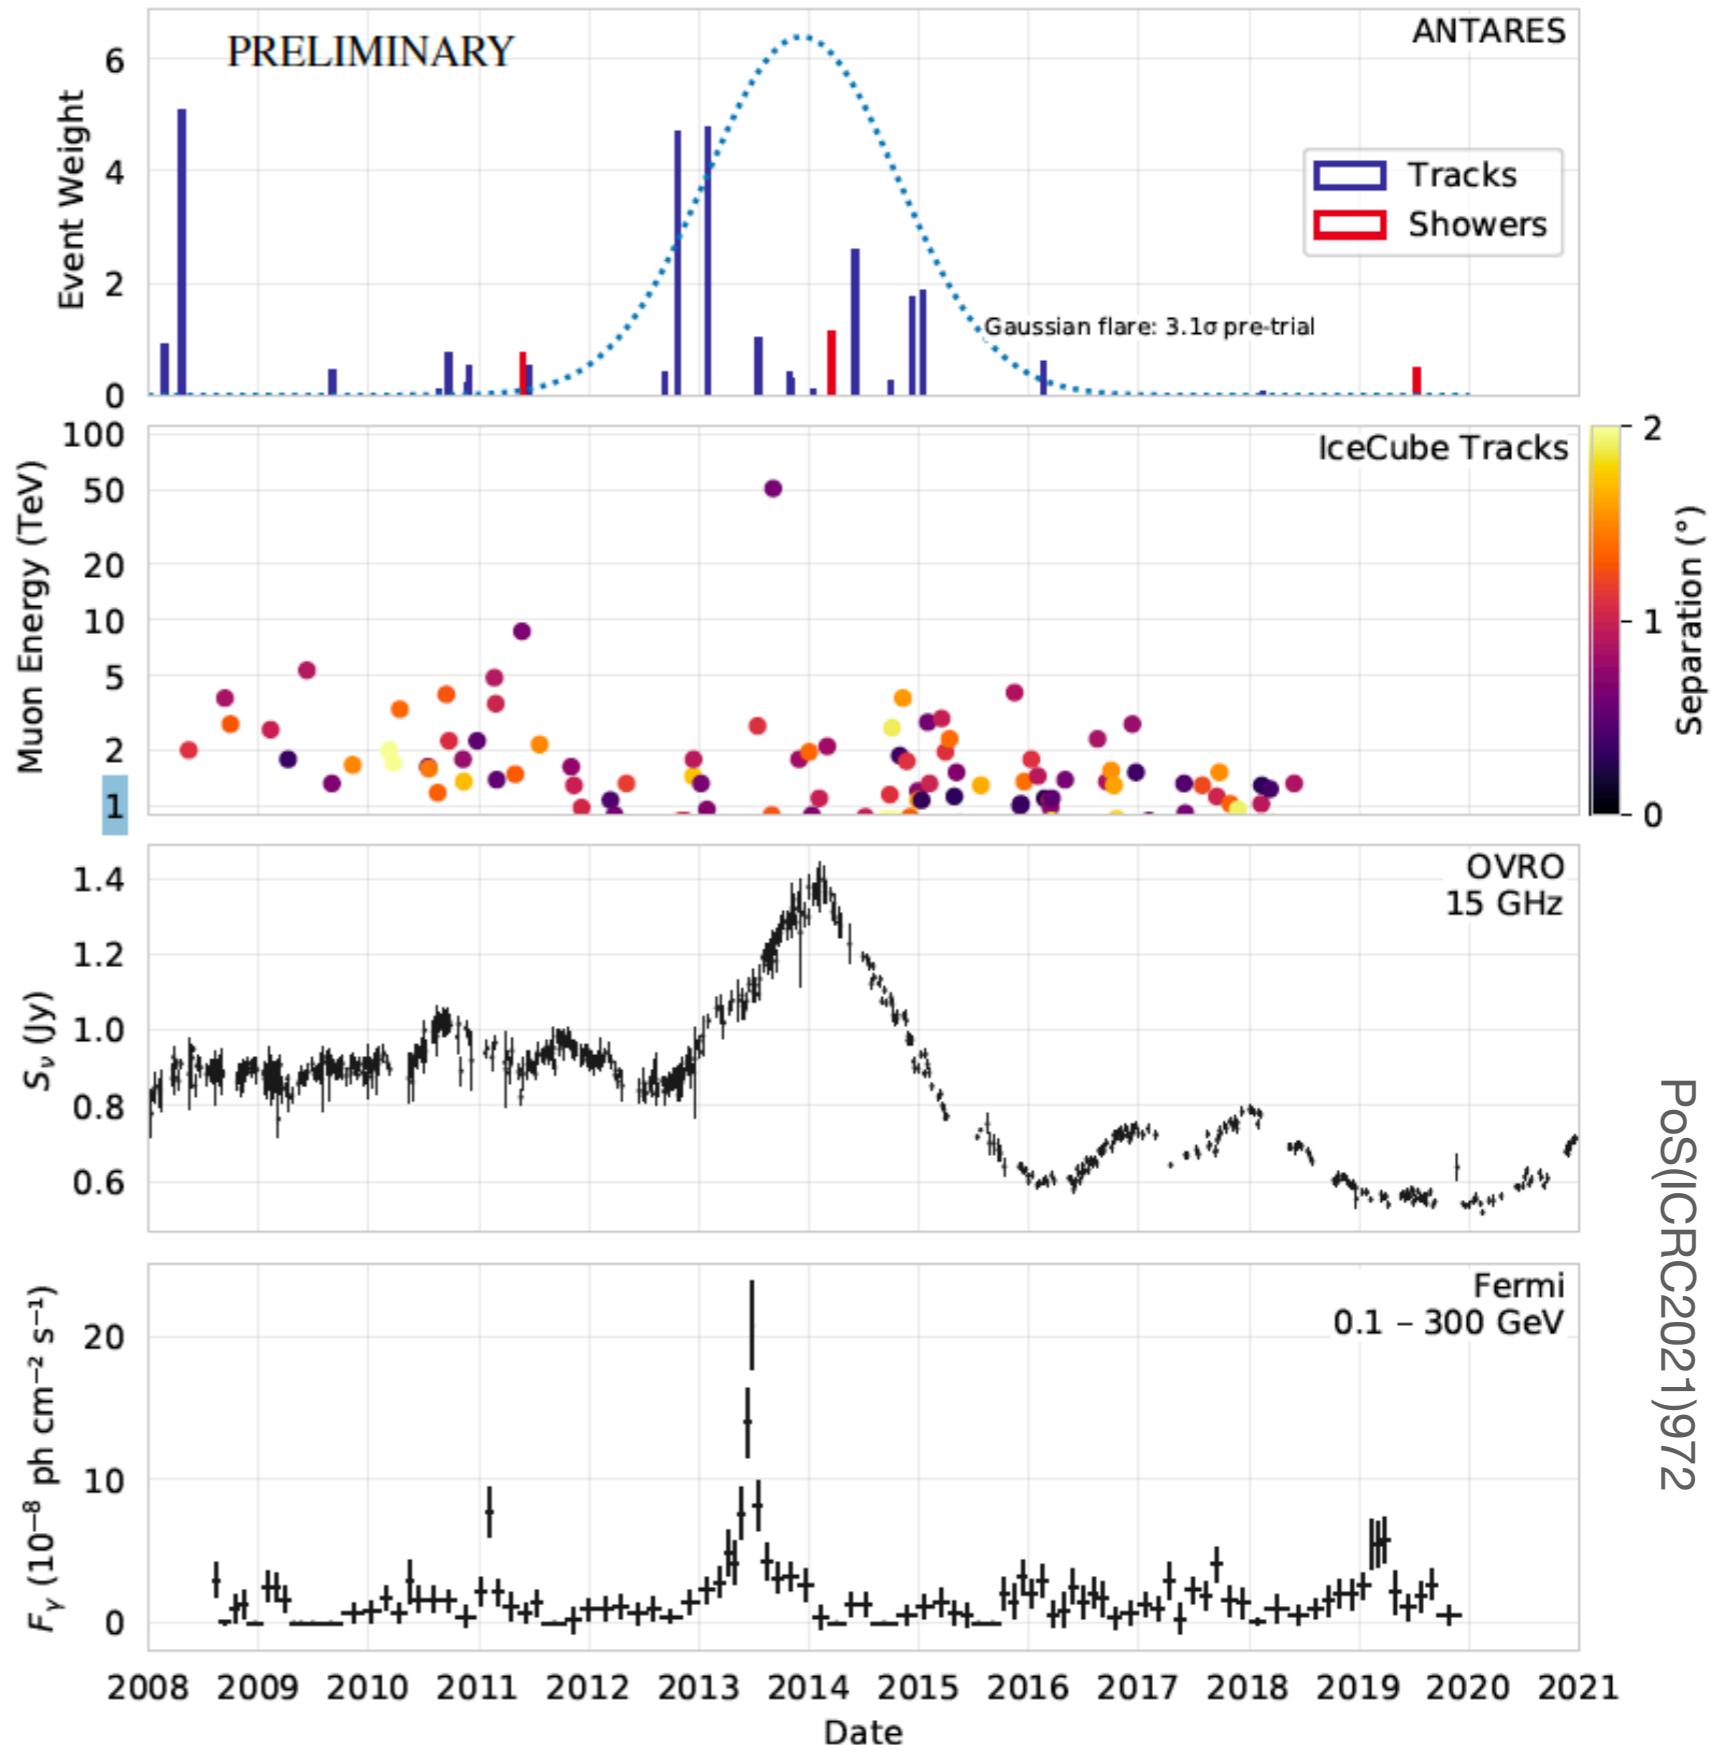 PRELIMINARY
ANTARES
6
4
2
0
Event Weight
Tracks
Showers
Gaussian flare: 3.1σ pre-trial
IceCube Tracks
100
50
20
10
5
2
1
Muon Energy (TeV)
2
1
0
Separation (°)
OVRO
15 GHz
1.4
1.2
1.0
0.8
0.6
Sν (Jy)
Fermi
0.1 – 300 GeV
20
10
0
Fγ (10⁻⁸ ph cm⁻² s⁻¹)
2008 2009 2010 2011 2012 2013 2014 2015 2016 2017 2018 2019 2020 2021
Date
PoS(ICRC2021)972